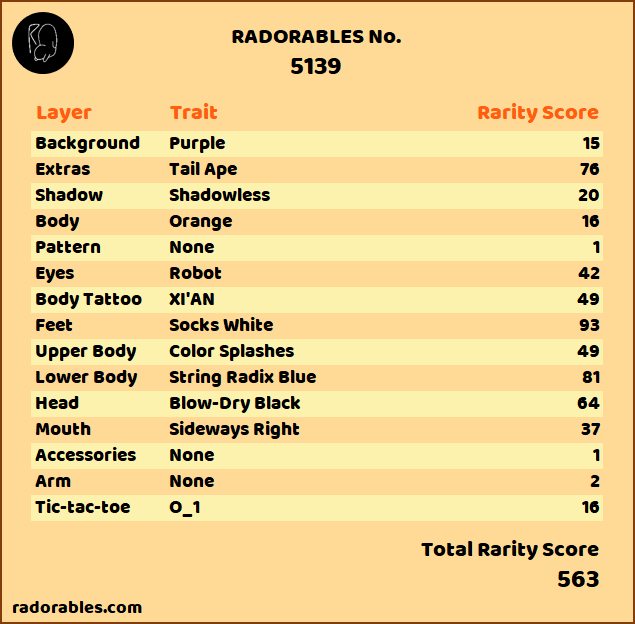 RADORABLES No.
5139
Layer Trait Rarity Score
Background Purple 15
Extras Tail Ape 76
Shadow Shadowless 20
Body Orange 16
Pattern None 1
Eyes Robot 42
Body Tattoo XI'AN 49
Feet Socks White 93
Upper Body Color Splashes 49
Lower Body String Radix Blue 81
Head Blow-Dry Black 64
Mouth Sideways Right 37
Accessories None 1
Arm None 2
Tic-tac-toe O_1 16
Total Rarity Score
563
radorables.com